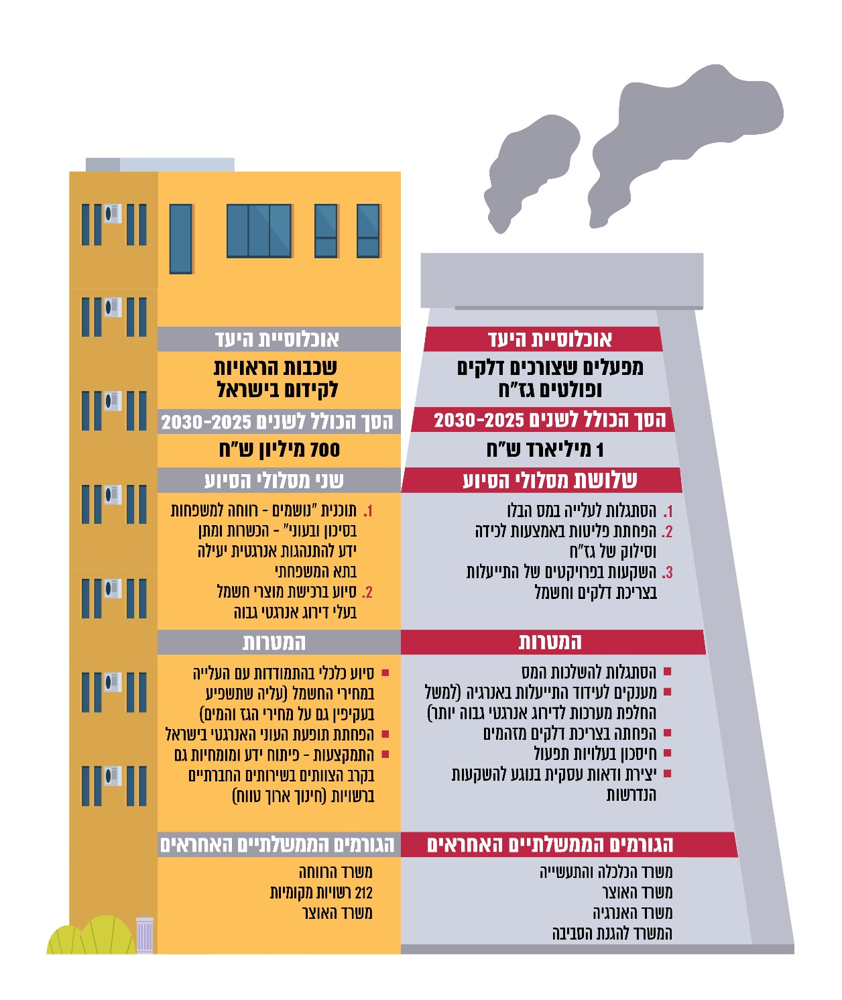 אוכלוסיית היעד
מפעלים שצורכים דלקים
ופולטים גז"ח
הסך הכולל לשנים 2030-2025
1 מיליארד ש"ח
שלושת מסלולי הסיוע
1. הסתגלות לעלייה במס הבלו
2. הפחתת פליטות באמצעות לכידה
וסילוק של גז"ח
3. השקעות בפרויקטים של התייעלות
בצריכת דלקים וחשמל
המטרות
■ הסתגלות להשלכות המס
■ מענקים לעידוד התייעלות באנרגיה (למשל
החלפת מערכות לדירוג אנרגטי גבוה יותר)
■ הפחתה בצריכת דלקים מזהמים
■ חיסכון בעלויות תפעול
■ יצירת ודאות עסקית בנוגע להשקעות
הנדרשות
הגורמים הממשלתיים האחראים
משרד הכלכלה והתעשייה
משרד האוצר
משרד האנרגיה
המשרד להגנת הסביבה
אוכלוסיית היעד
שכבות הראויות
לקידום בישראל
הסך הכולל לשנים 2030-2025
700 מיליון ש"ח
שני מסלולי הסיוע
1. תוכנית "נושמים - רווחה למשפחות
בסיכון ובעוני" - הכשרות ומתן
ידע להתנהגות אנרגטית יעילה
בתא המשפחתי
2. סיוע ברכישת מוצרי חשמל
בעלי דירוג אנרגטי גבוה
המטרות
■ סיוע כלכלי בהתמודדות עם העלייה
במחירי החשמל (עליה שתשפיע
בעקיפין גם על מחירי הגז והמים)
■ הפחתת תופעת העוני האנרגטי בישראל
■ התמקצעות - פיתוח ידע ומומחיות גם
בקרב הצוותים בשירותים החברתיים
ברשויות (חינוך ארוך טווח)
הגורמים הממשלתיים האחראים
משרד הרווחה
212 רשויות מקומיות
משרד האוצר